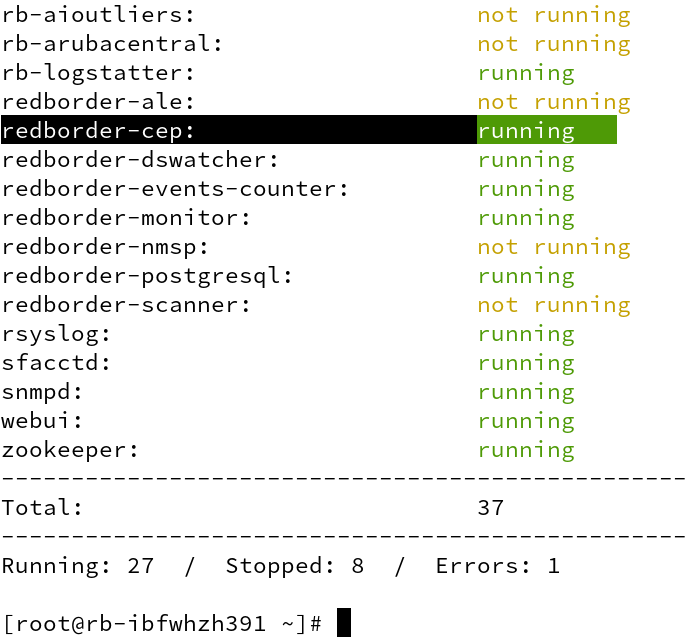 rb-aioutliers: not running
rb-arubacentral: not running
rb-logstatter: running
redborder-ale: not running
redborder-cep: running
redborder-dswatcher: running
redborder-events-counter: running
redborder-monitor: running
redborder-nmsp: not running
redborder-postgresql: running
redborder-scanner: not running
rsyslog: running
sfacctd: running
snmpd: running
webui: running
zookeeper: running
-------------------------------------------------
Total: 37
-------------------------------------------------
Running: 27 / Stopped: 8 / Errors: 1
[root@rb-ibfwhzh391 ~]#